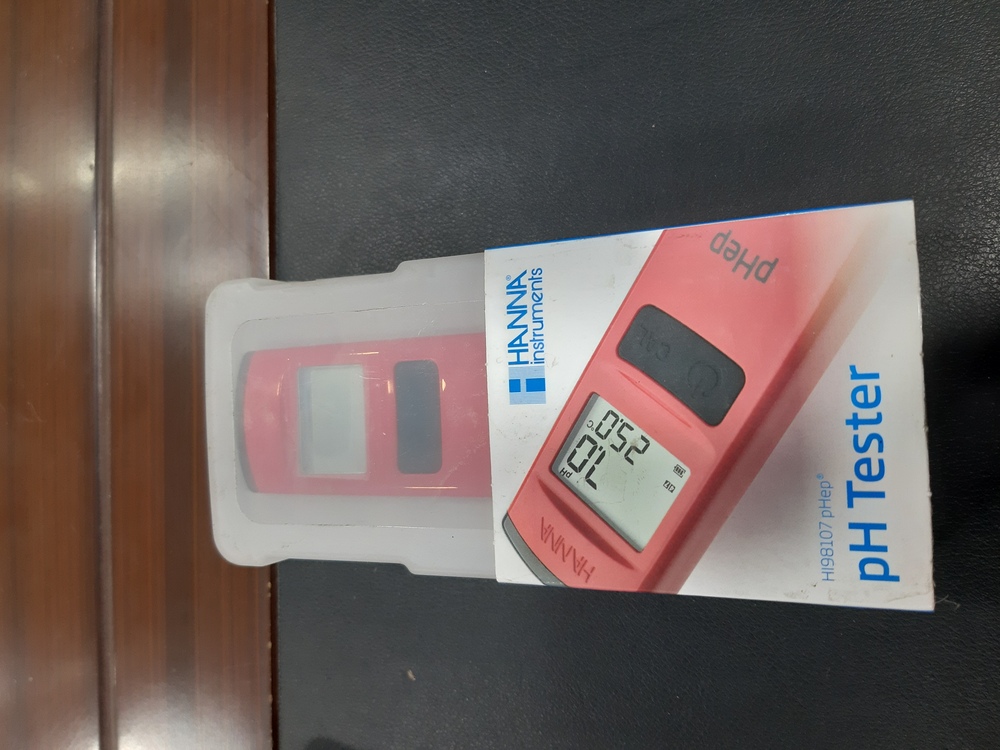 HANNA®
instruments
pHep
CAL
pH
7.0
25.0
°C
HANNA
HI98107 pHep®
pH Tester